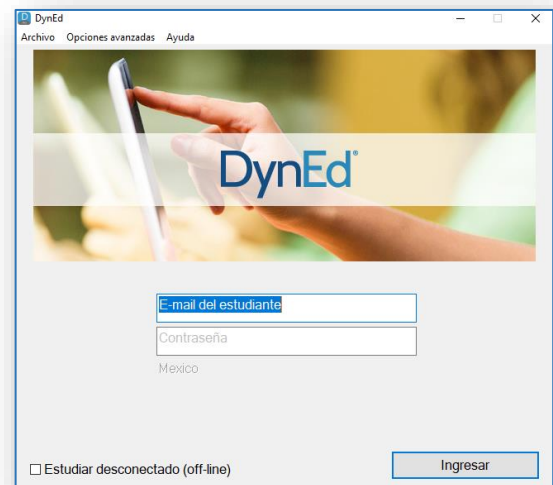 DynEd
Archivo Opciones avanzadas Ayuda
DynEd®
E-mail del estudiante
Contraseña
Mexico
Estudiar desconectado (off-line)
Ingresar